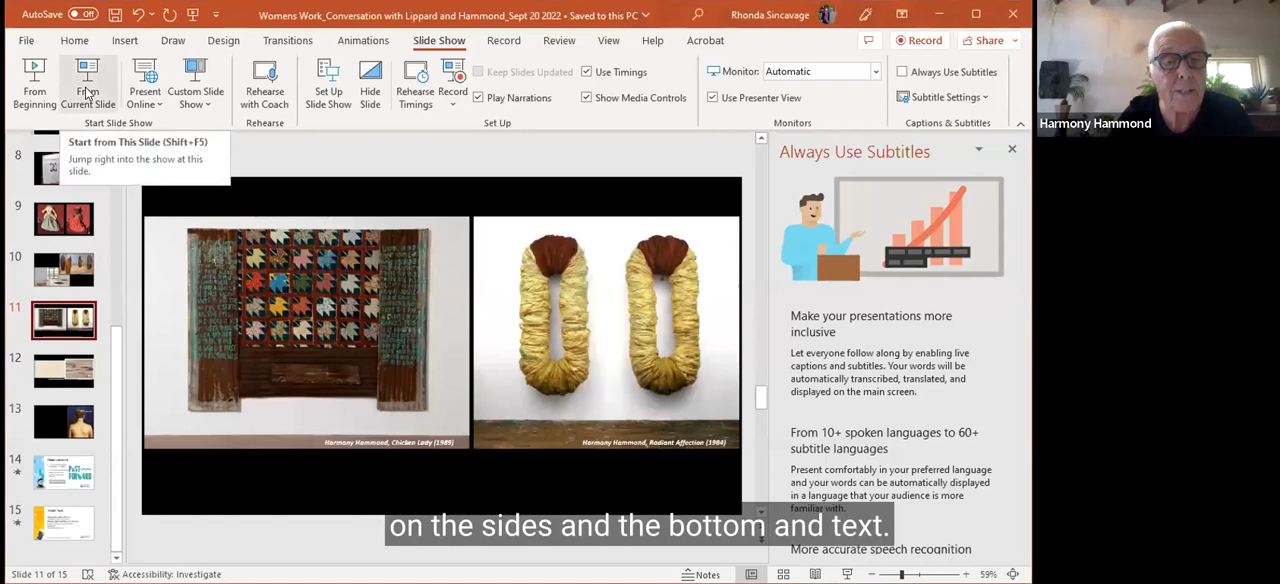 AutoSave Off
Womens Work_Conversation with Lippard and Hammond_Sept 20 2022 • Saved to this PC
Rhonda Sincavage
File Home Insert Draw Design Transitions Animations Slide Show Record Review View Help Acrobat
Record
Share
From Beginning
From Current Slide
Present Online
Custom Slide Show
Start Slide Show
Rehearse with Coach
Rehearse
Set Up Slide Show
Hide Slide
Rehearse Timings
Record
Keep Slides Updated
Use Timings
Play Narrations
Show Media Controls
Set Up
Monitor: Automatic
Use Presenter View
Monitors
Always Use Subtitles
Subtitle Settings
Captions & Subtitles
Harmony Hammond
Start from This Slide (Shift+F5)
Jump right into the show at this
slide.
8
9
10
11
12
13
14
15
Harmony Hammond, Chicken Lady (1989)
Harmony Hammond, Radiant Affection (1984)
Always Use Subtitles
Make your presentations more
inclusive
Let everyone follow along by enabling live
captions and subtitles. Your words will be
automatically transcribed, translated, and
displayed on the main screen.
From 10+ spoken languages to 60+
subtitle languages
Present comfortably in your preferred language
and your words can be automatically displayed
in a language that your audience is more
familiar with.
More accurate speech recognition
on the sides and the bottom and text.
Slide 11 of 15
Accessibility: Investigate
Notes
59%